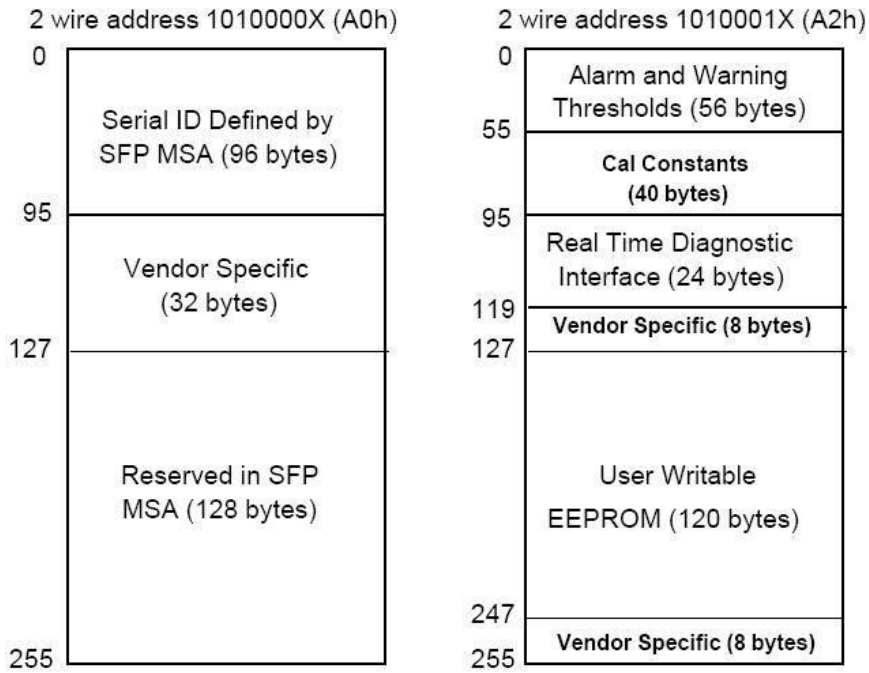 2 wire address 1010000X (A0h)
0
Serial ID Defined by
SFP MSA (96 bytes)
95
Vendor Specific
(32 bytes)
127
Reserved in SFP
MSA (128 bytes)
255
2 wire address 1010001X (A2h)
0
Alarm and Warning
Thresholds (56 bytes)
55
Cal Constants
(40 bytes)
95
Real Time Diagnostic
Interface (24 bytes)
119
Vendor Specific (8 bytes)
127
User Writable
EEPROM (120 bytes)
247
Vendor Specific (8 bytes)
255